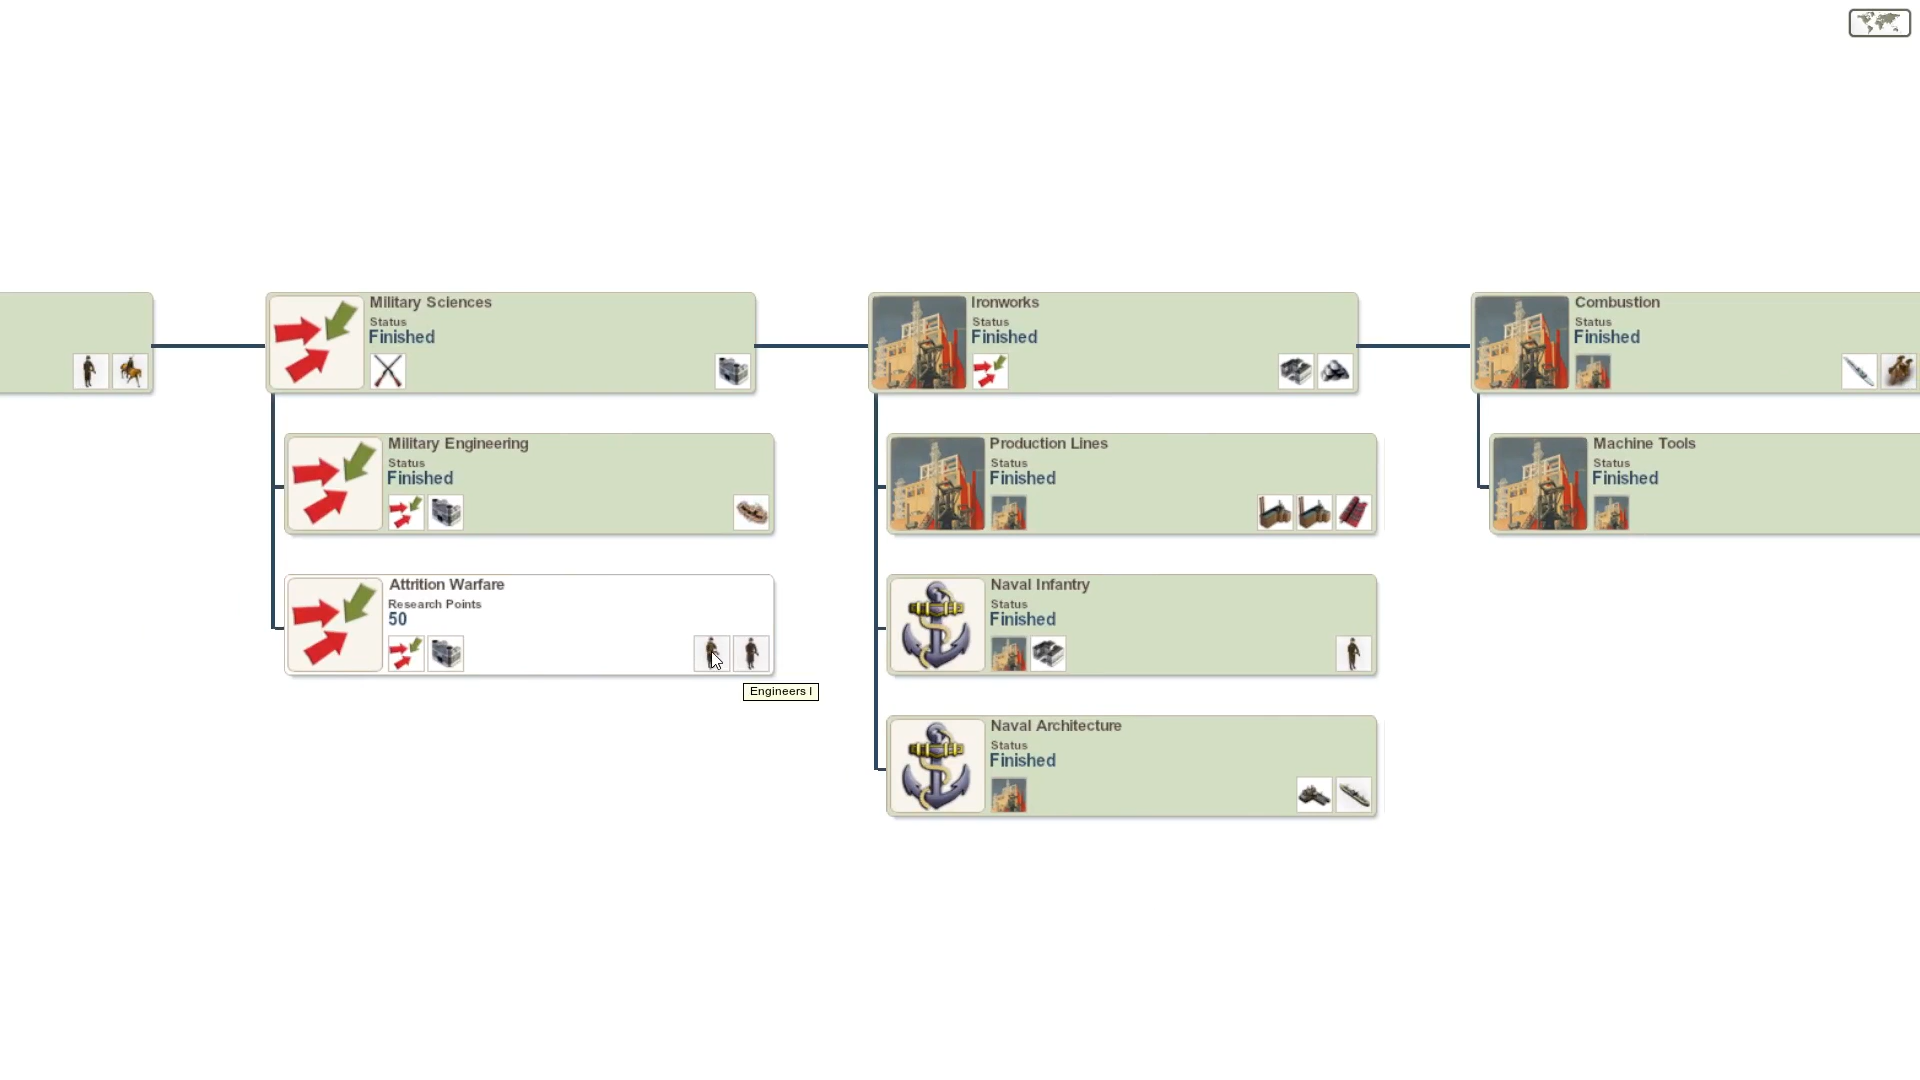 Military Sciences
Status
Finished
Ironworks
Status
Finished
Combustion
Status
Finished
Military Engineering
Status
Finished
Production Lines
Status
Finished
Machine Tools
Status
Finished
Attrition Warfare
Research Points
50
Naval Infantry
Status
Finished
Engineers I
Naval Architecture
Status
Finished